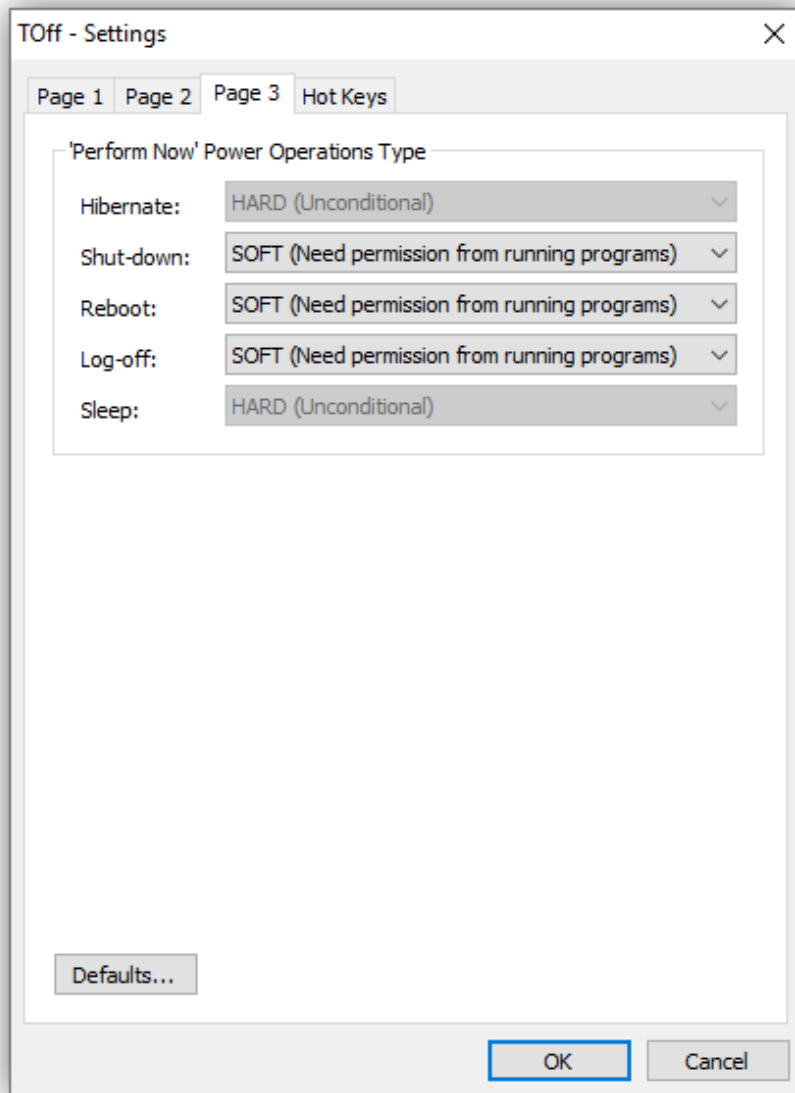 TOff - Settings
Page 1 Page 2 Page 3 Hot Keys
'Perform Now' Power Operations Type
Hibernate: HARD (Unconditional)
Shut-down: SOFT (Need permission from running programs)
Reboot: SOFT (Need permission from running programs)
Log-off: SOFT (Need permission from running programs)
Sleep: HARD (Unconditional)
Defaults...
OK Cancel